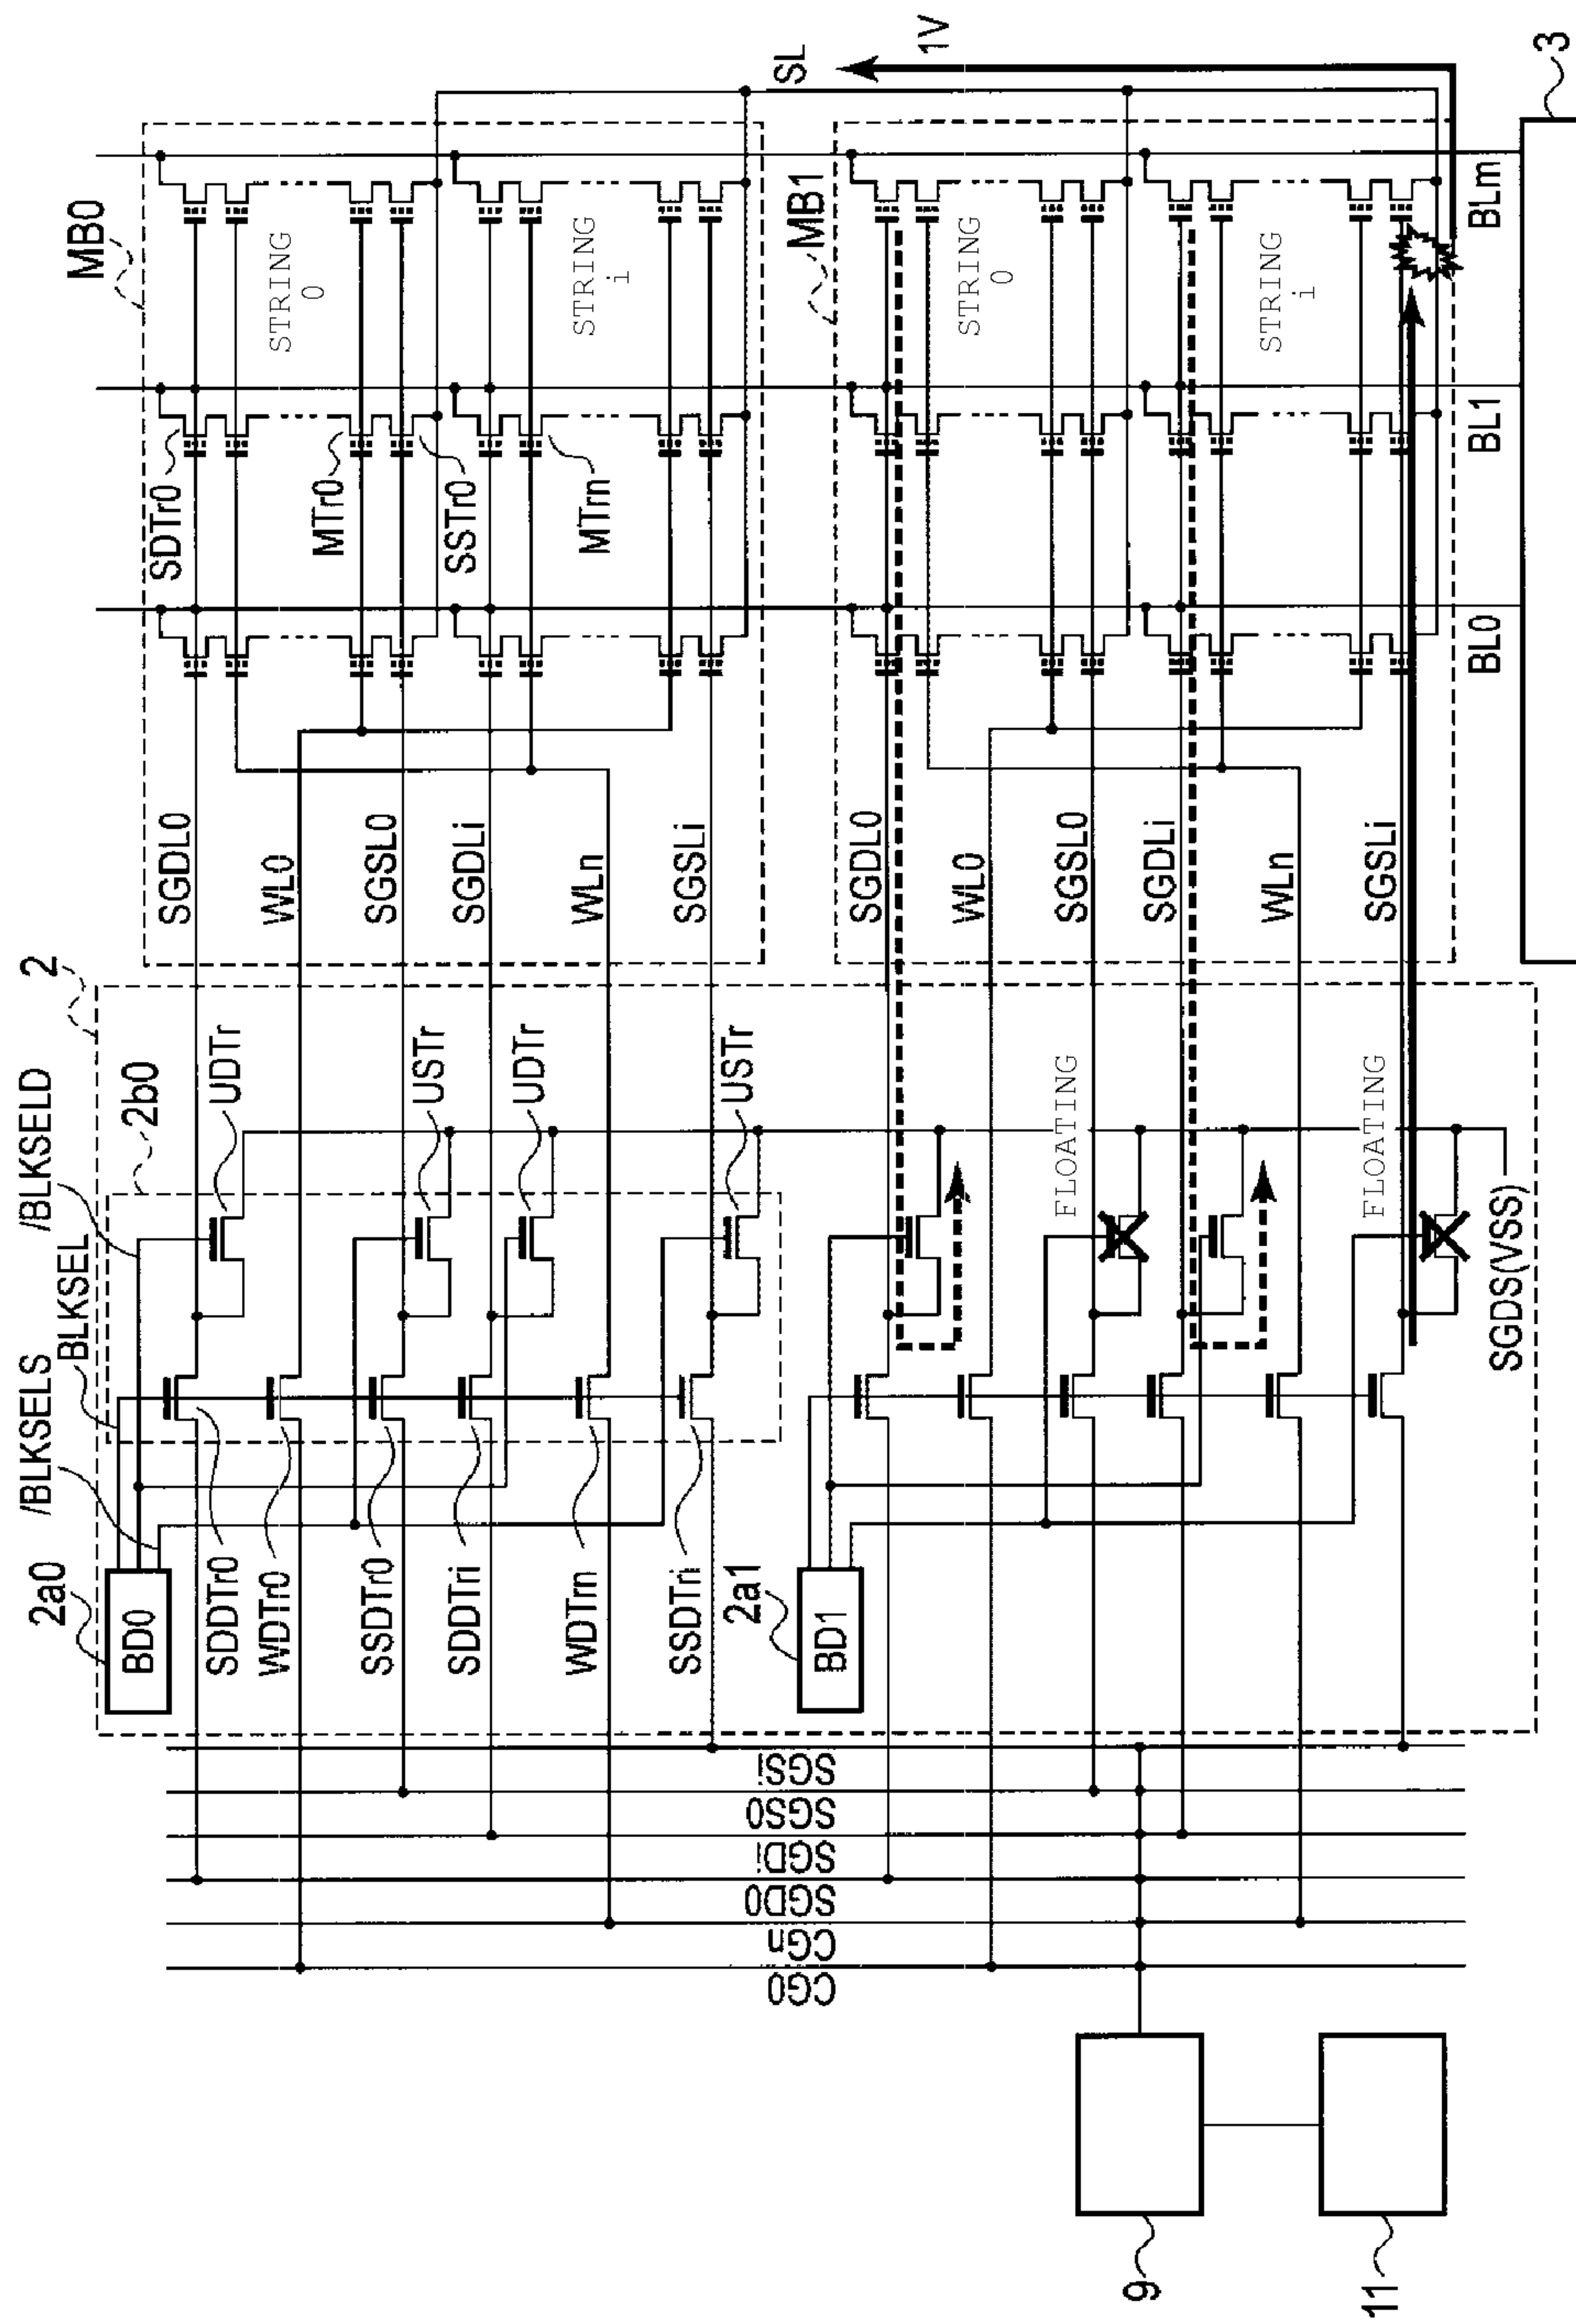 MB0
SL
1V
3
STRING 0
STRING i
MB1
STRING 0
STRING i
BLm
SDTr0
MTr0
SSTr0
MTrn
BL1
BL0
SGDL0
WL0
SGSL0
SGDLi
WLn
SGSLi
SGDL0
WL0
SGSL0
SGDLi
WLn
SGSLi
2
/BLKSELD
BLKSEL
/BLKSELS
2b0
UDTr
USTr
UDTr
USTr
FLOATING
FLOATING
SGDS(VSS)
2a0
BD0
SDDTr0
WDTr0
SSDTr0
SDDTri
WDTrn
SSDTri
2a1
BD1
SGSi
SGS0
SGDi
SGD0
CGn
CG0
9
11